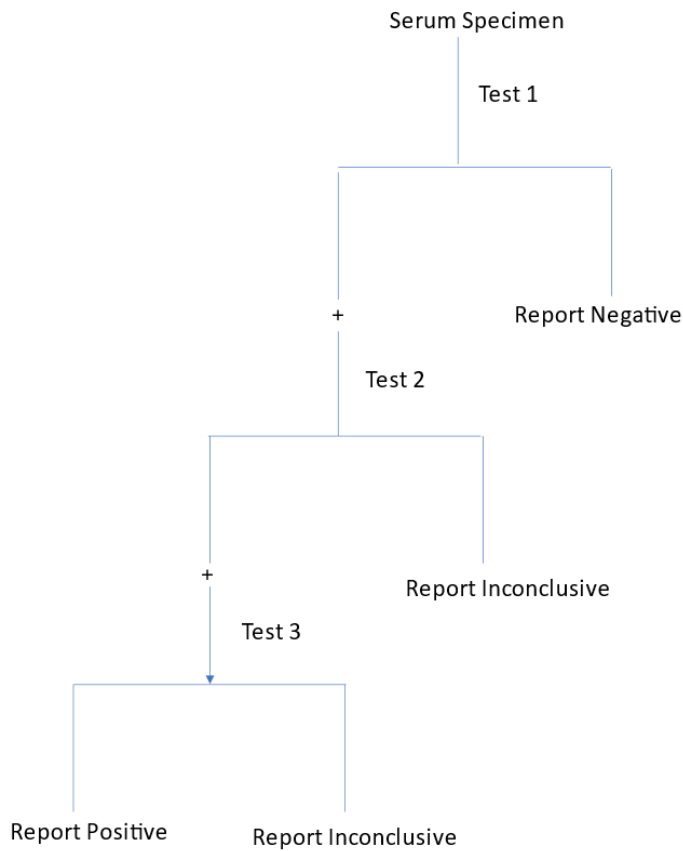 Serum Specimen
Test 1
+
Report Negative
Test 2
+
Report Inconclusive
Test 3
Report Positive
Report Inconclusive